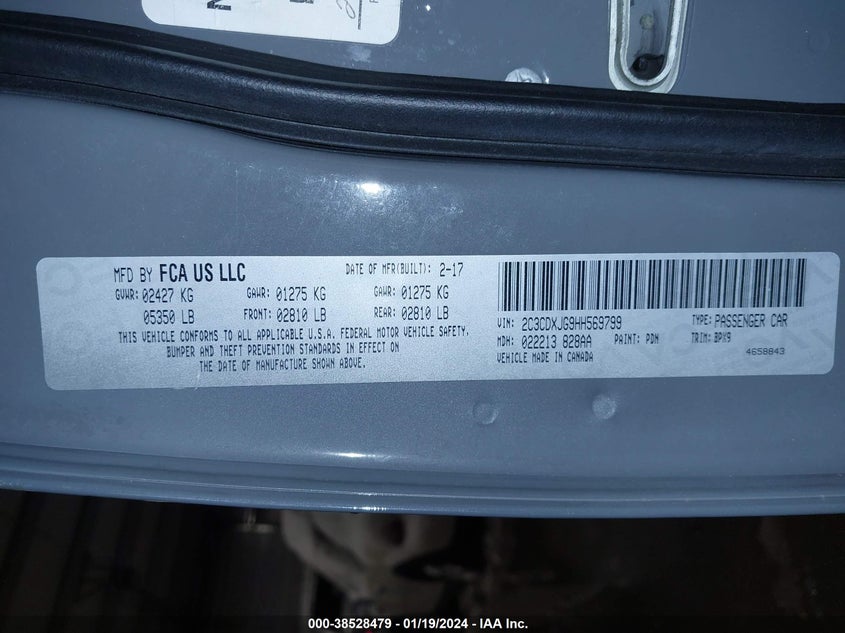 MFD BY FCA US LLC
DATE OF MFR(BUILT): 2-17
GVWR: 02427 KG GAWR: 01275 KG GAWR: 01275 KG
05350 LB FRONT: 02810 LB REAR: 02810 LB
THIS VEHICLE CONFORMS TO ALL APPLICABLE U.S.A. FEDERAL MOTOR VEHICLE SAFETY,
BUMPER AND THEFT PREVENTION STANDARDS IN EFFECT ON
THE DATE OF MANUFACTURE SHOWN ABOVE.
VIN: 2C3CDXJG9HH569799 TYPE: PASSENGER CAR
MDH: 022213 828AA PAINT: PDN TRIM: BPX9
VEHICLE MADE IN CANADA 4658843
000-38528479 — 01/19/2024 — IAA Inc.